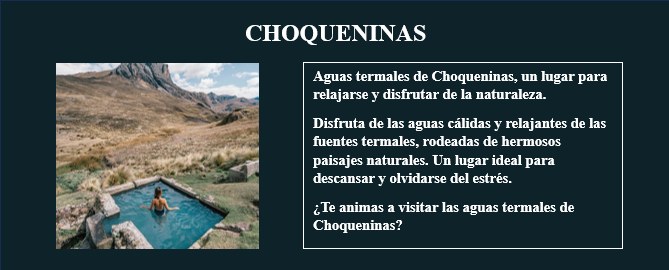 CHOQUENINAS
Aguas termales de Choqueninas, un lugar para
relajarse y disfrutar de la naturaleza.
Disfruta de las aguas cálidas y relajantes de las
fuentes termales, rodeadas de hermosos
paisajes naturales. Un lugar ideal para
descansar y olvidarse del estrés.
¿Te animas a visitar las aguas termales de
Choqueninas?